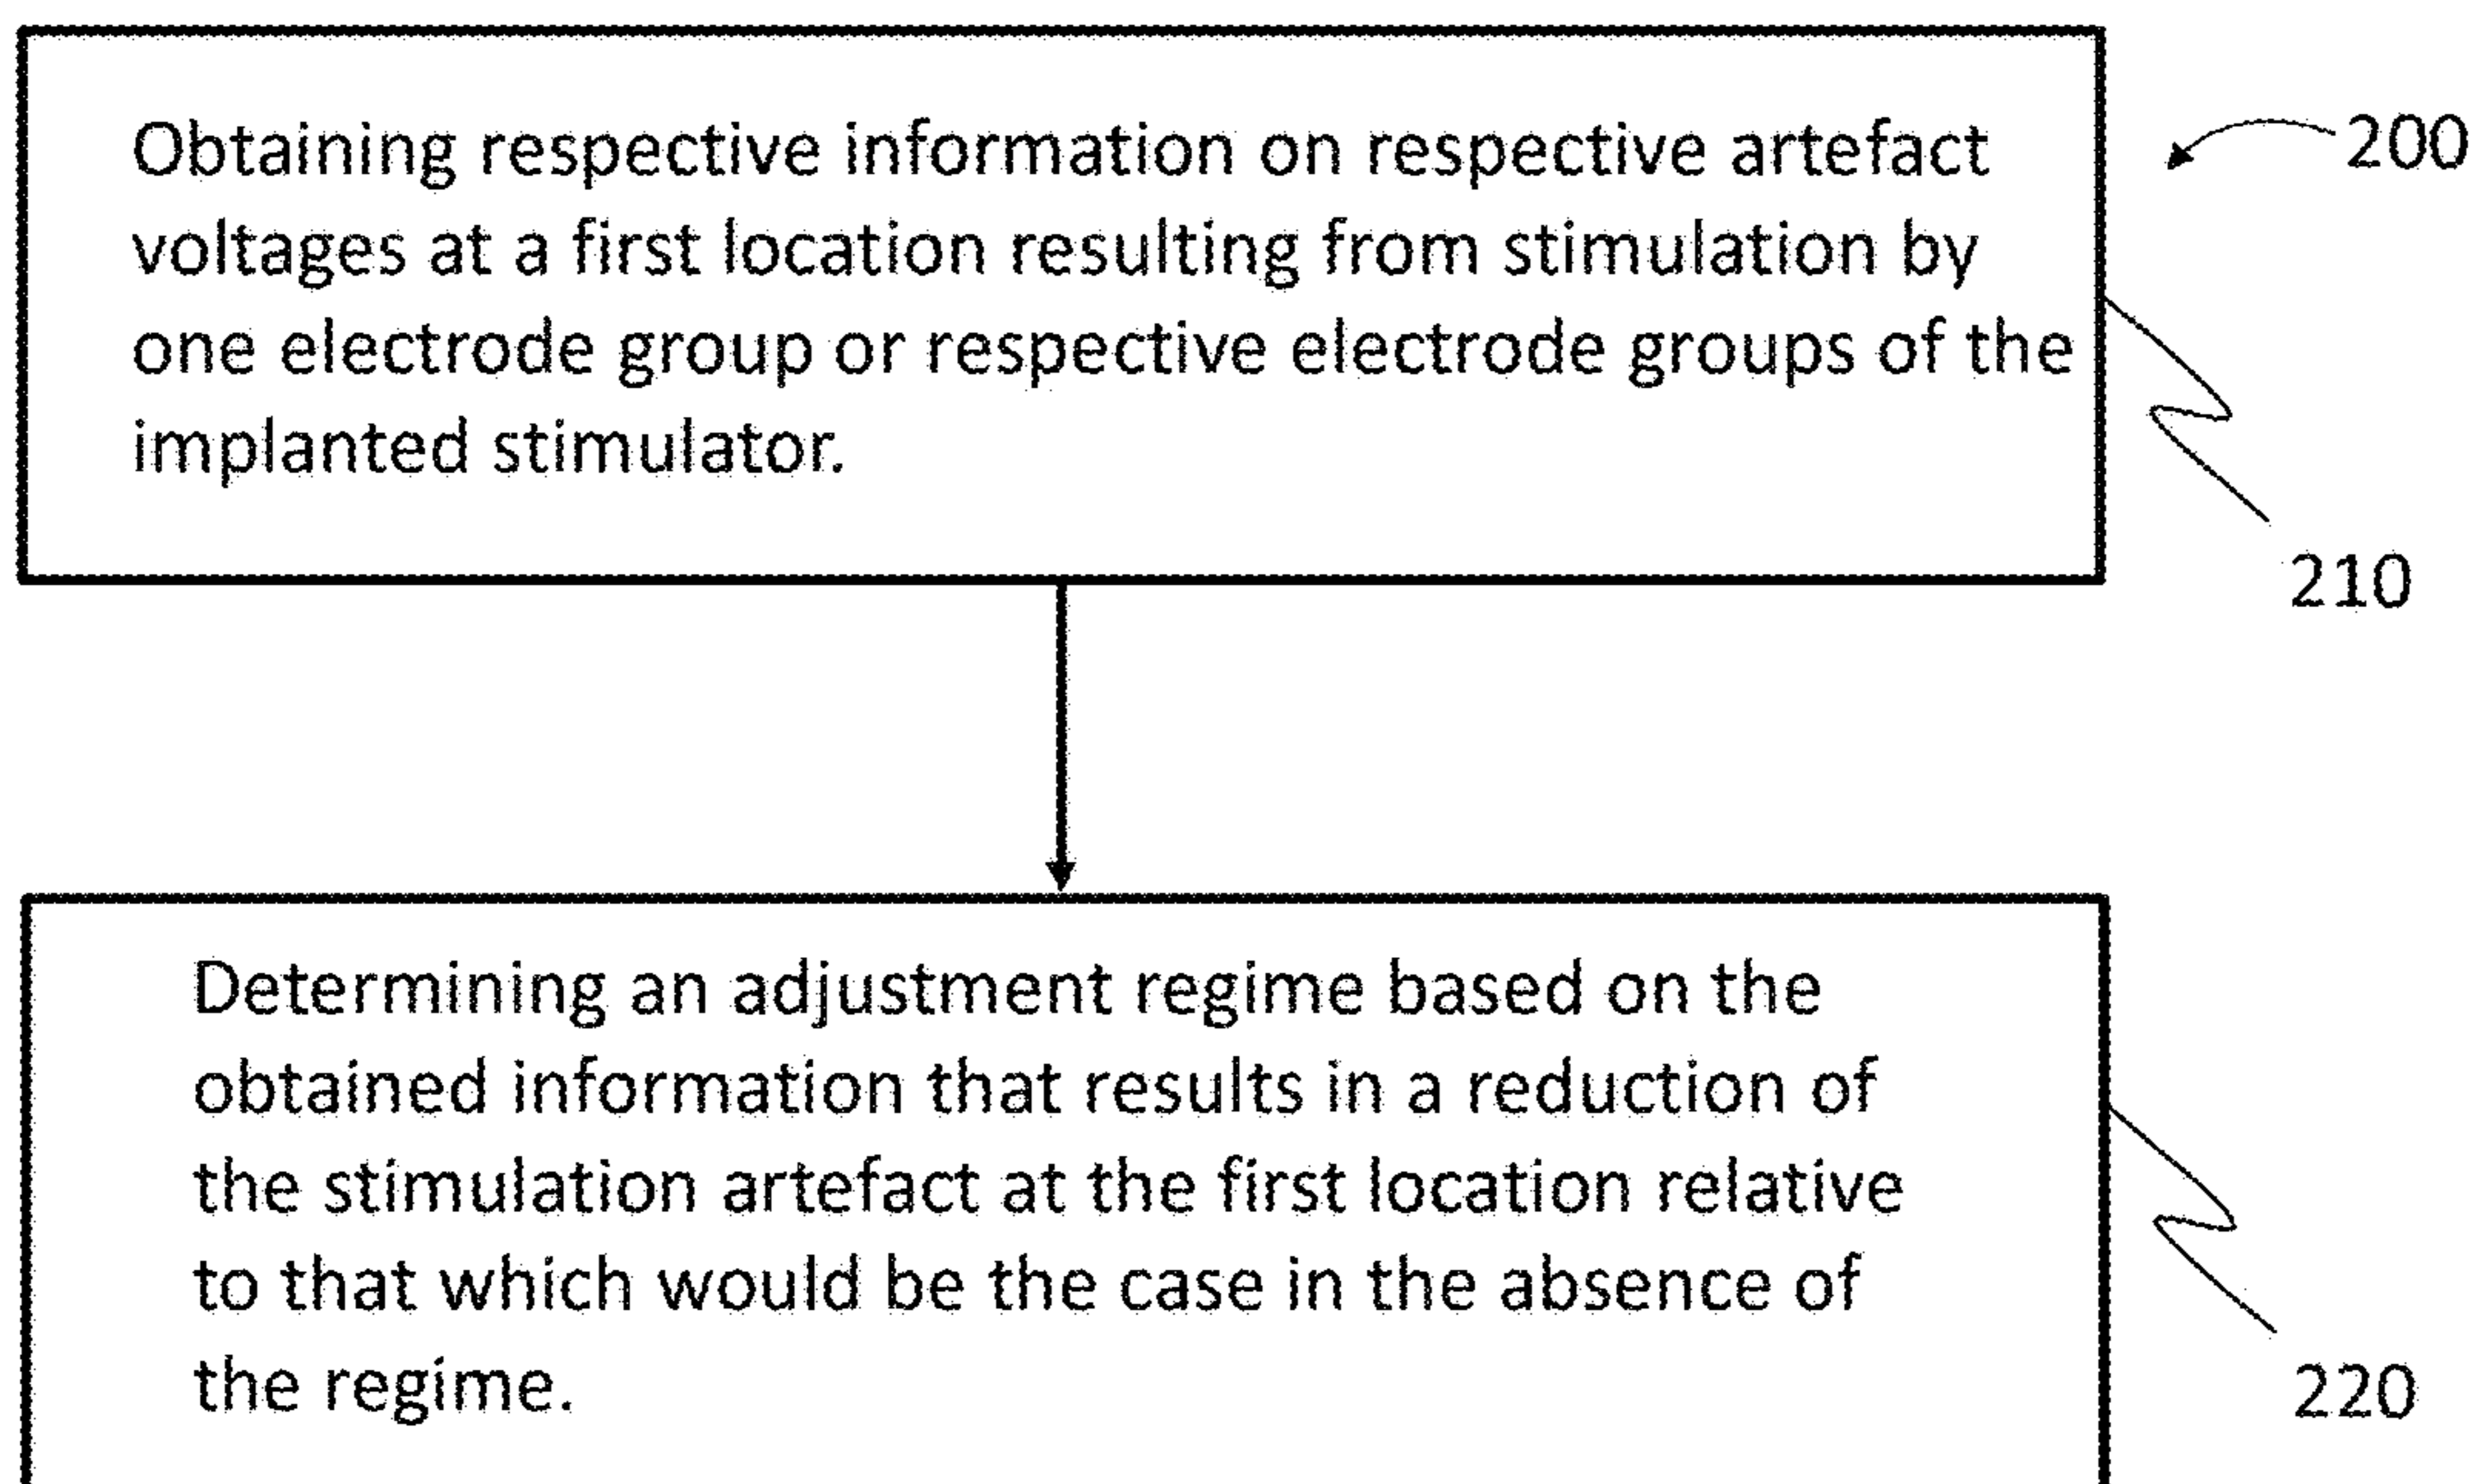 Obtaining respective information on respective artefact
voltages at a first location resulting from stimulation by
one electrode group or respective electrode groups of the
implanted stimulator.
200
210
Determining an adjustment regime based on the
obtained information that results in a reduction of
the stimulation artefact at the first location relative
to that which would be the case in the absence of
the regime.
220